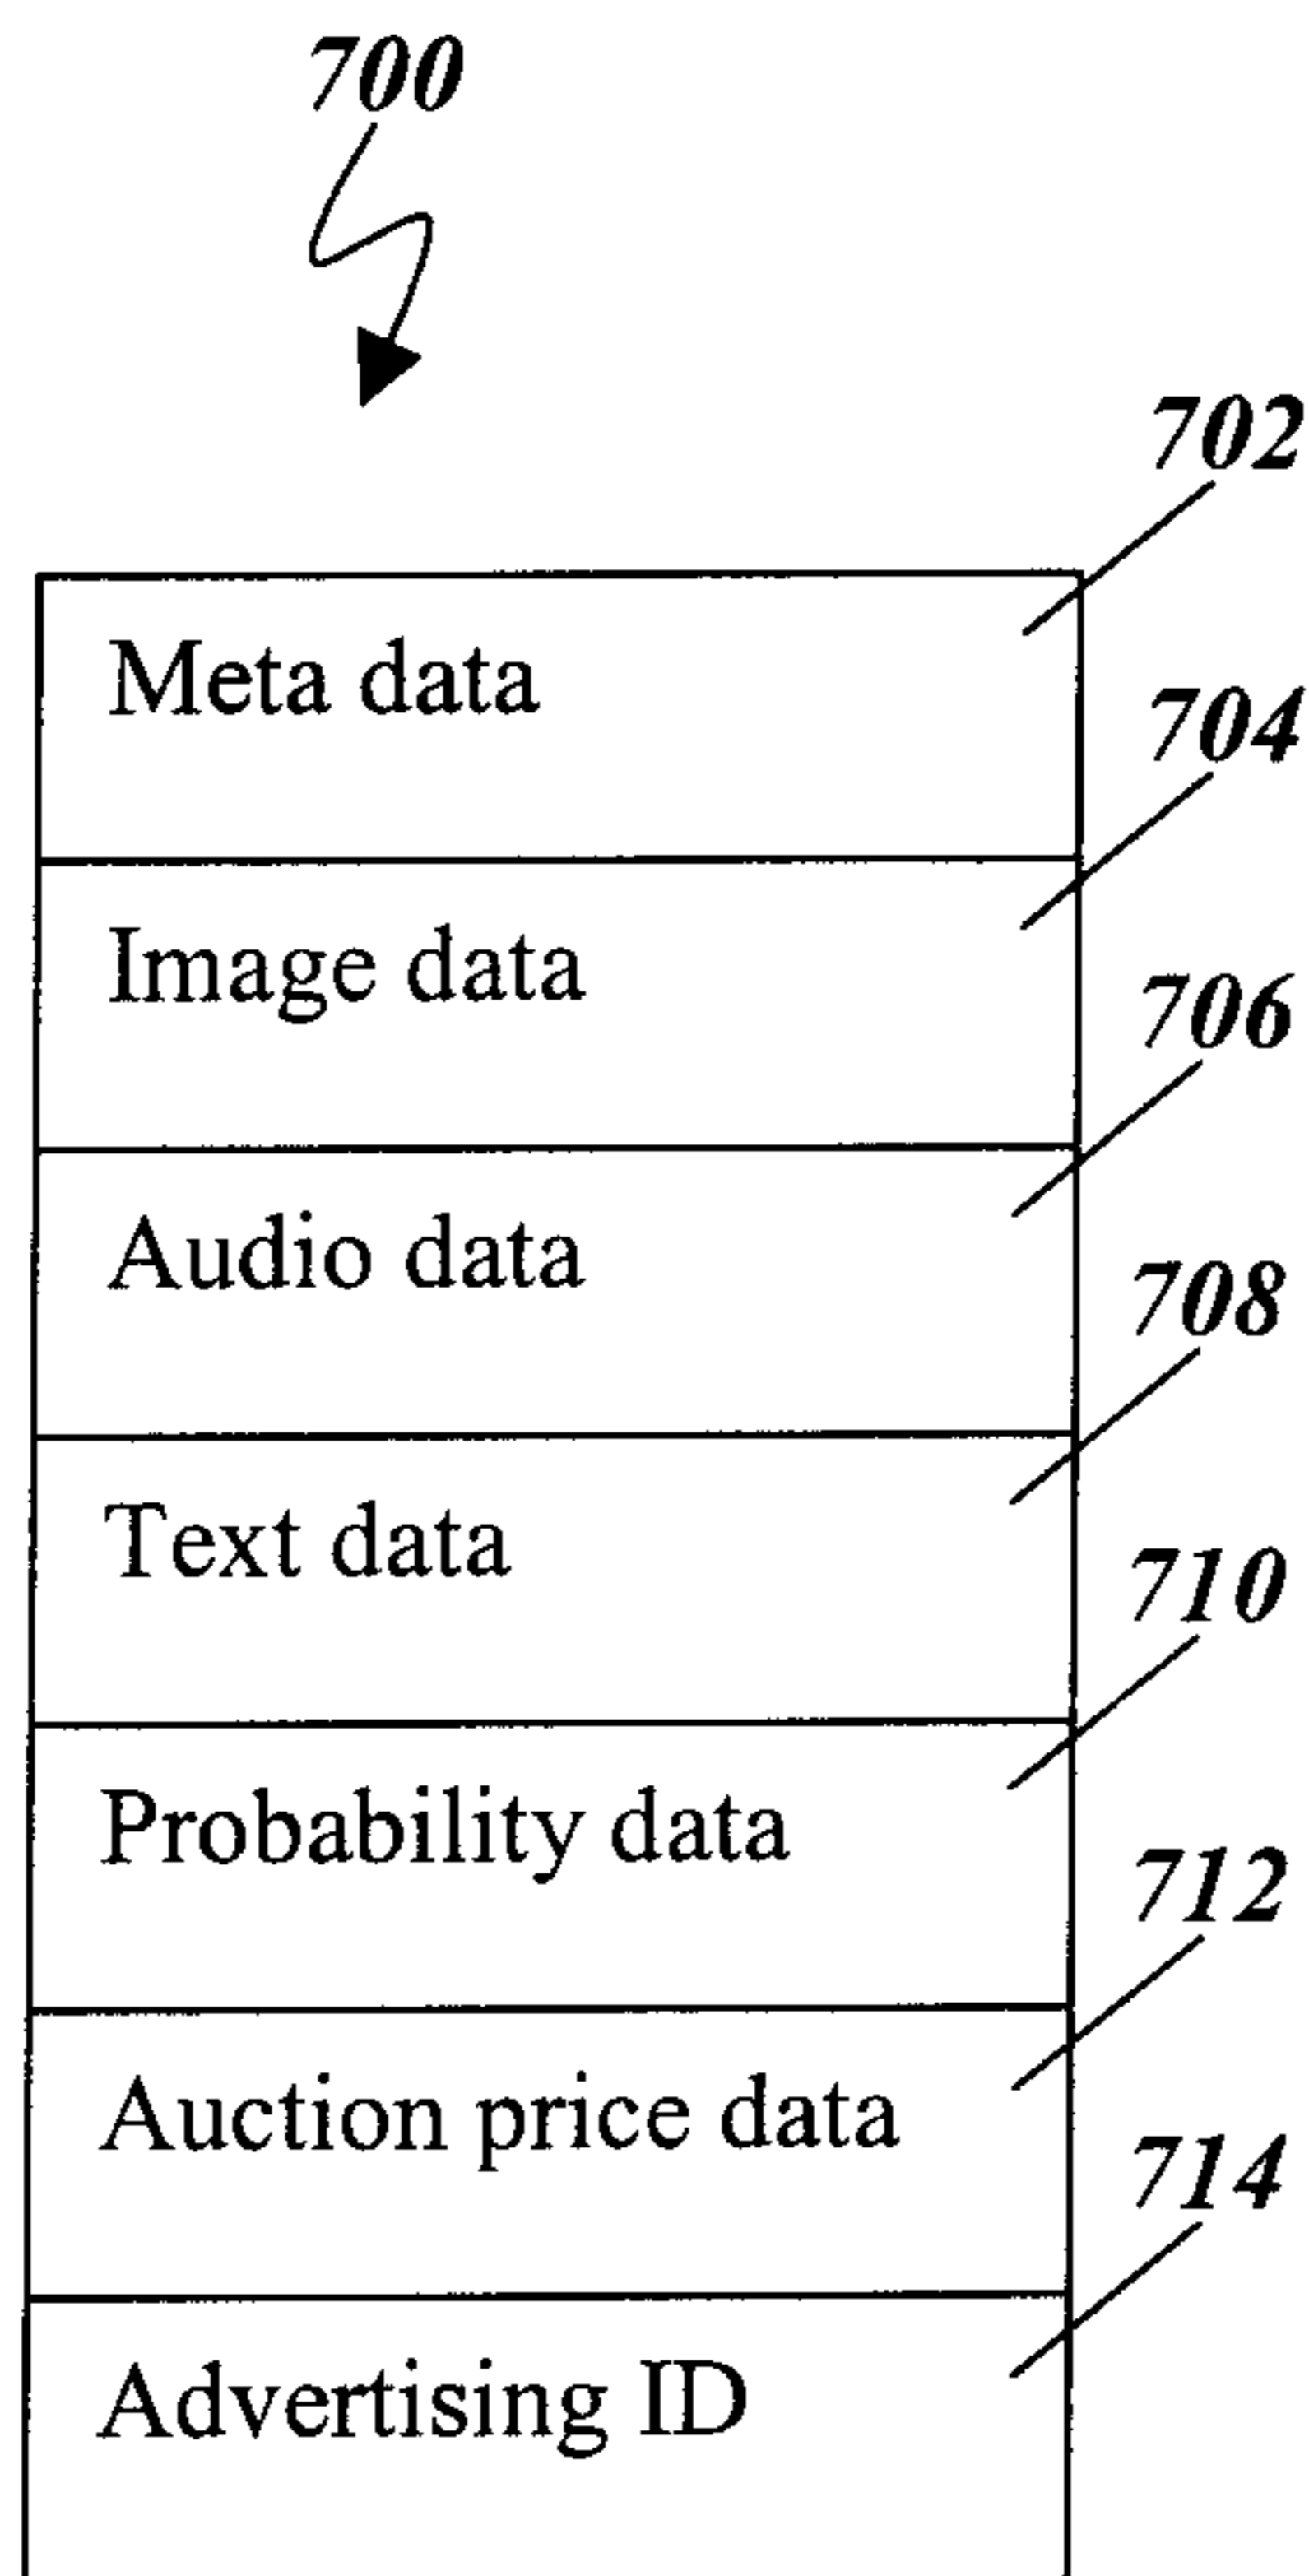 700
702
Meta data
704
Image data
706
Audio data
708
Text data
710
Probability data
712
Auction price data
714
Advertising ID